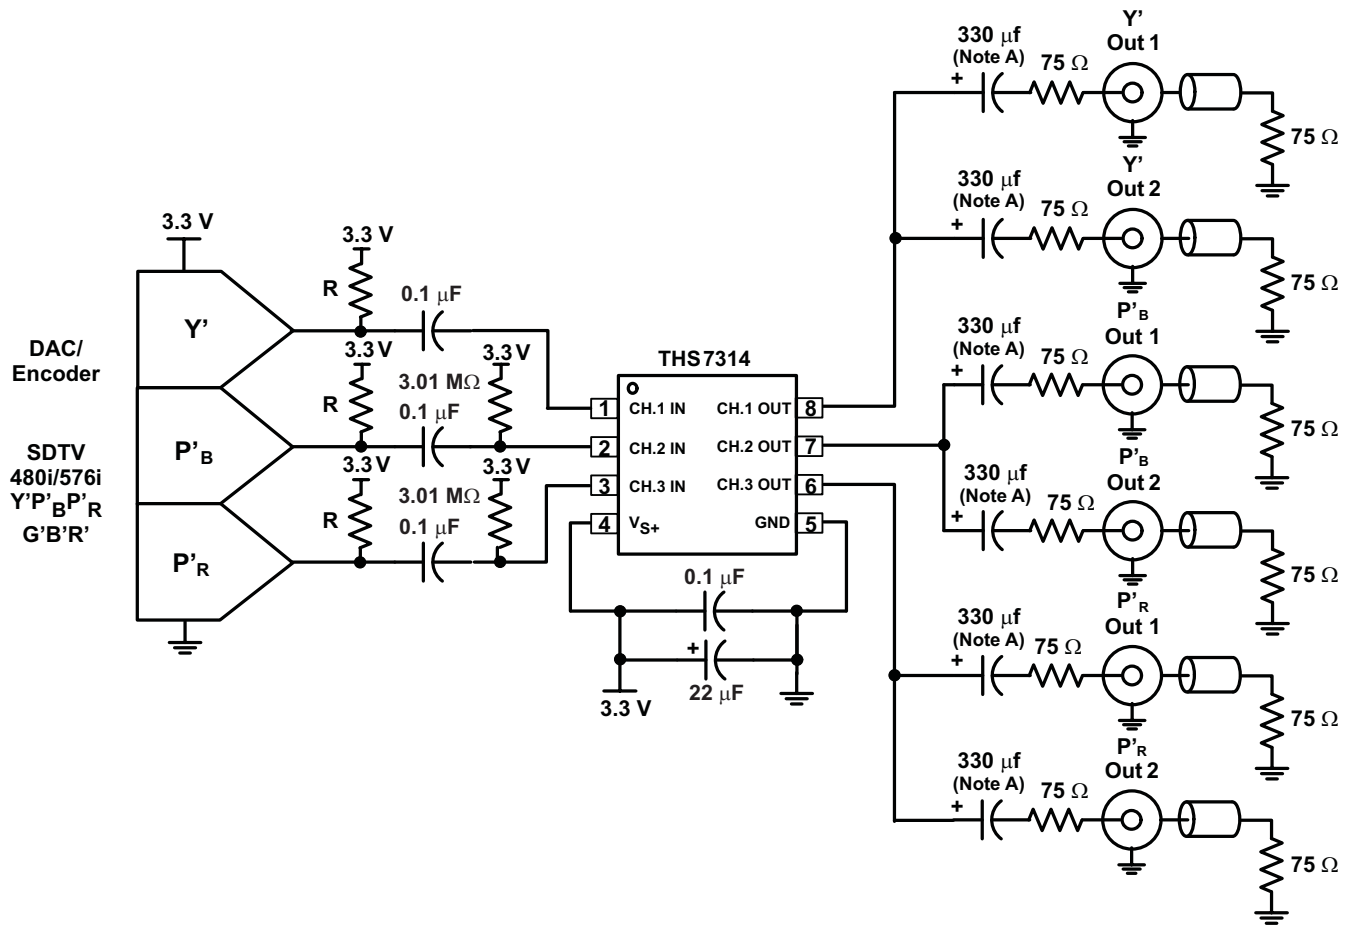 Y'
Out 1
330 μf
(Note A)
75 Ω
+
75 Ω
Y'
Out 2
330 μf
(Note A)
75 Ω
+
75 Ω
3.3 V
3.3 V
R
0.1 μF
Y'
DAC/
Encoder
3.3 V
3.3 V
R
3.01 MΩ
0.1 μF
P'B
SDTV
480i/576i
Y'P'BP'R
G'B'R'
3.3 V
3.3 V
R
3.01 MΩ
0.1 μF
P'R
THS7314
1
CH.1 IN
CH.1 OUT
8
2
CH.2 IN
CH.2 OUT
7
3
CH.3 IN
CH.3 OUT
6
4
VS+
GND
5
0.1 μF
+
22 μF
3.3 V
P'B
Out 1
330 μf
(Note A)
75 Ω
+
75 Ω
P'B
Out 2
330 μf
(Note A)
75 Ω
+
75 Ω
P'R
Out 1
330 μf
(Note A)
75 Ω
+
75 Ω
P'R
Out 2
330 μf
(Note A)
75 Ω
+
75 Ω